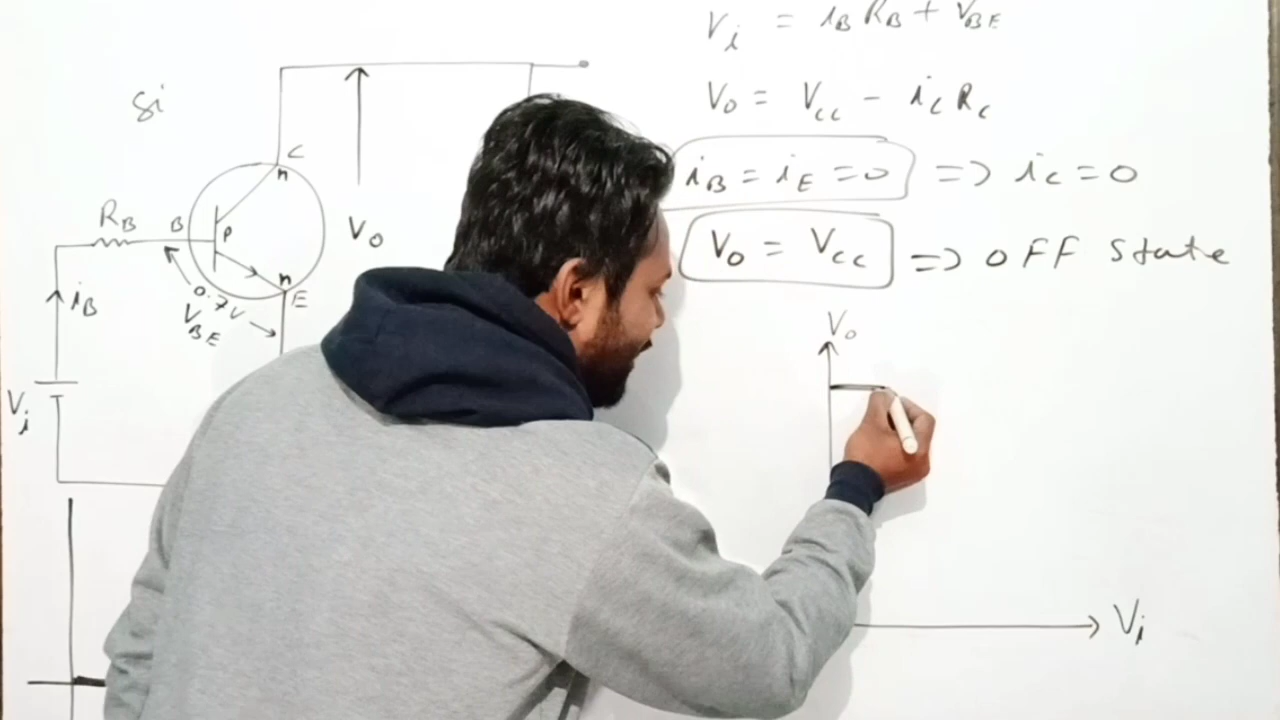 Vi = iB RB + VBE
Vo = Vcc - ic Rc
iB = iE = 0 => ic = 0
Vo = Vcc => OFF State
Si
C
n
RB
B
P
Vo
n
E
iB
0.7V
VBE
Vi
Vo
Vi